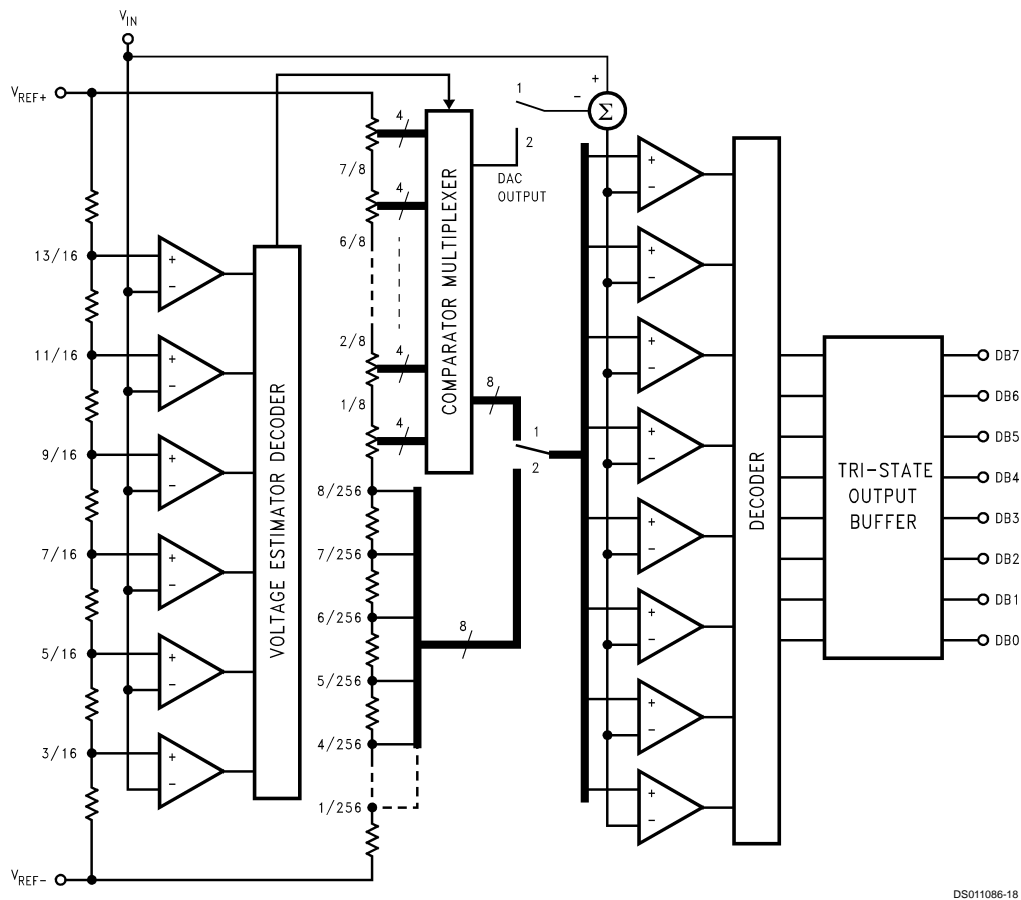 VIN
VREF+
13/16
11/16
9/16
7/16
5/16
3/16
VREF−
+
−
+
−
+
−
+
−
+
−
+
−
VOLTAGE ESTIMATOR DECODER
7/8
6/8
2/8
1/8
8/256
7/256
6/256
5/256
4/256
1/256
4
4
4
4
COMPARATOR MULTIPLEXER
1
2
DAC
OUTPUT
8
1
2
8
+
−
Σ
+
−
+
−
+
−
+
−
+
−
+
−
+
−
+
−
DECODER
TRI-STATE
OUTPUT
BUFFER
DB7
DB6
DB5
DB4
DB3
DB2
DB1
DB0
DS011086-18